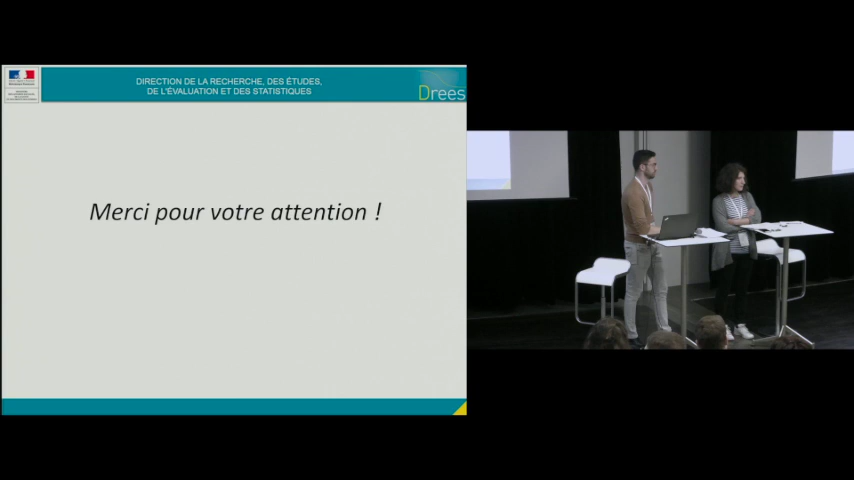 DIRECTION DE LA RECHERCHE, DES ÉTUDES,
DE L'ÉVALUATION ET DES STATISTIQUES
Drees
Merci pour votre attention !